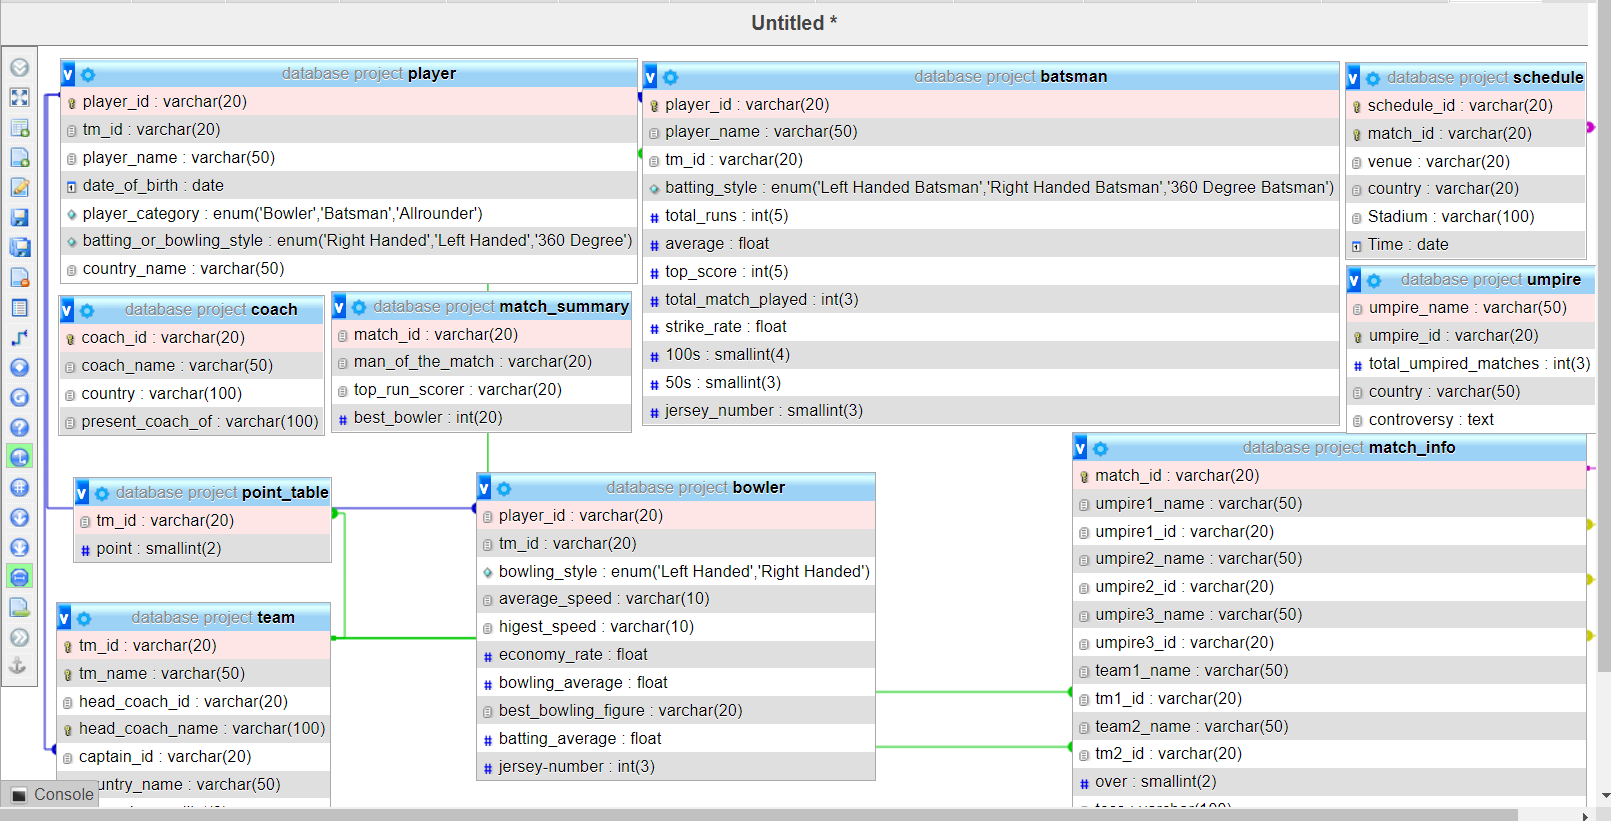 Untitled *
database project player
player_id : varchar(20)
tm_id : varchar(20)
player_name : varchar(50)
date_of_birth : date
player_category : enum('Bowler','Batsman','Allrounder')
batting_or_bowling_style : enum('Right Handed','Left Handed','360 Degree')
country_name : varchar(50)
database project batsman
player_id : varchar(20)
player_name : varchar(50)
tm_id : varchar(20)
batting_style : enum('Left Handed Batsman','Right Handed Batsman','360 Degree Batsman')
total_runs : int(5)
average : float
top_score : int(5)
total_match_played : int(3)
strike_rate : float
100s : smallint(4)
50s : smallint(3)
jersey_number : smallint(3)
database project schedule
schedule_id : varchar(20)
match_id : varchar(20)
venue : varchar(20)
country : varchar(20)
Stadium : varchar(100)
Time : date
database project coach
coach_id : varchar(20)
coach_name : varchar(50)
country : varchar(100)
present_coach_of : varchar(100)
database project match_summary
match_id : varchar(20)
man_of_the_match : varchar(20)
top_run_scorer : varchar(20)
best_bowler : int(20)
database project umpire
umpire_name : varchar(50)
umpire_id : varchar(20)
total_umpired_matches : int(3)
country : varchar(50)
controversy : text
database project point_table
tm_id : varchar(20)
point : smallint(2)
database project bowler
player_id : varchar(20)
tm_id : varchar(20)
bowling_style : enum('Left Handed','Right Handed')
average_speed : varchar(10)
higest_speed : varchar(10)
economy_rate : float
bowling_average : float
best_bowling_figure : varchar(20)
batting_average : float
jersey-number : int(3)
database project match_info
match_id : varchar(20)
umpire1_name : varchar(50)
umpire1_id : varchar(20)
umpire2_name : varchar(50)
umpire2_id : varchar(20)
umpire3_name : varchar(50)
umpire3_id : varchar(20)
team1_name : varchar(50)
tm1_id : varchar(20)
team2_name : varchar(50)
tm2_id : varchar(20)
over : smallint(2)
database project team
tm_id : varchar(20)
tm_name : varchar(50)
head_coach_id : varchar(20)
head_coach_name : varchar(100)
captain_id : varchar(20)
untry_name : varchar(50)
Console